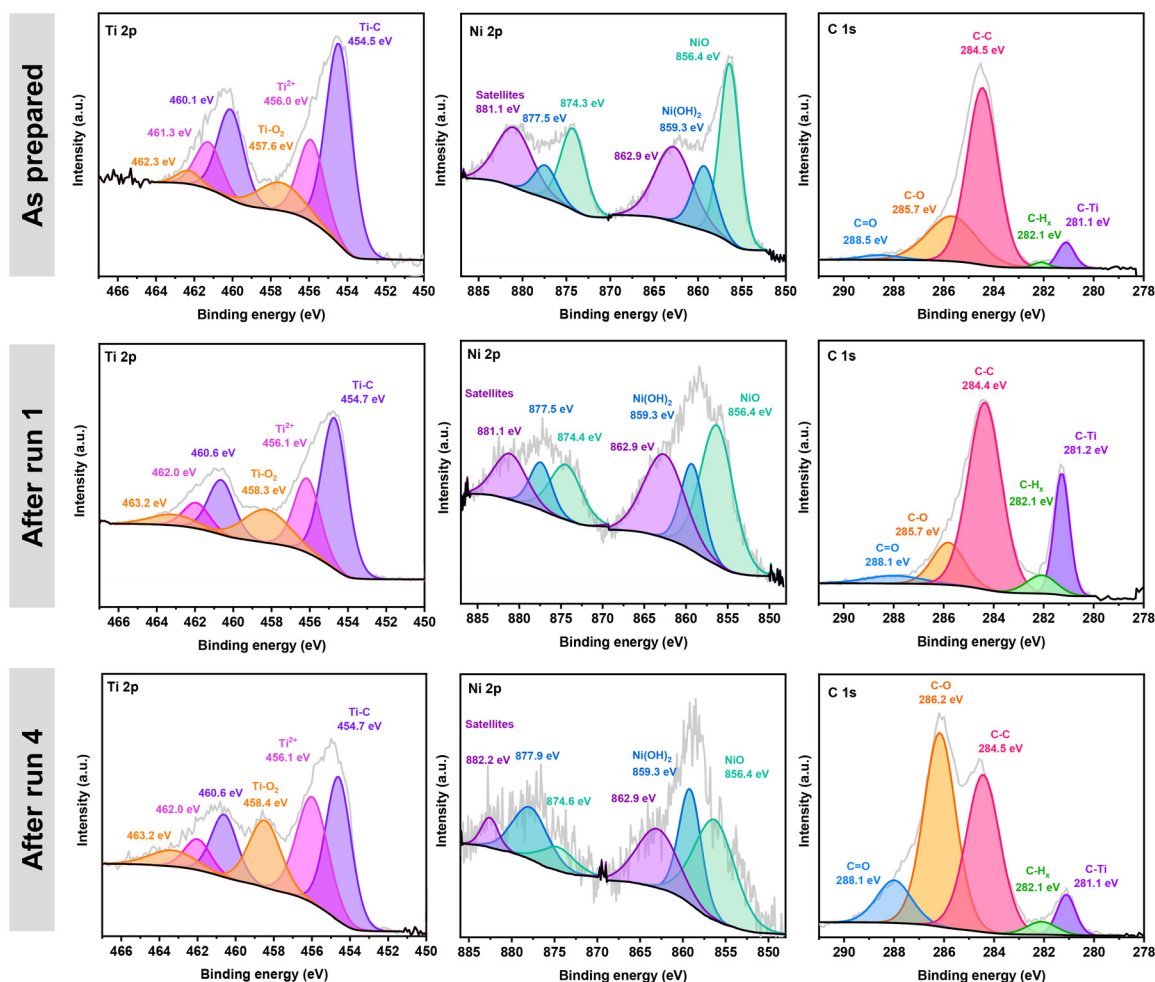 As prepared
Ti 2p
Ti-C
454.5 eV
Ti2+
456.0 eV
460.1 eV
Ti-O2
457.6 eV
461.3 eV
462.3 eV
Intensity (a.u.)
466 464 462 460 458 456 454 452 450
Binding energy (eV)
Ni 2p
NiO
856.4 eV
Satellites
881.1 eV
874.3 eV
877.5 eV
Ni(OH)2
859.3 eV
862.9 eV
Intensity (a.u.)
885 880 875 870 865 860 855 850
Binding energy (eV)
C 1s
C-C
284.5 eV
C-O
285.7 eV
C=O
288.5 eV
C-Hx
282.1 eV
C-Ti
281.1 eV
Intensity (a.u.)
290 288 286 284 282 280 278
Binding energy (eV)
After run 1
Ti 2p
Ti-C
454.7 eV
Ti2+
456.1 eV
460.6 eV
462.0 eV
Ti-O2
458.3 eV
463.2 eV
Intensity (a.u.)
466 464 462 460 458 456 454 452 450
Binding energy (eV)
Ni 2p
Satellites
877.5 eV
Ni(OH)2
859.3 eV
NiO
856.4 eV
881.1 eV
874.4 eV
862.9 eV
Intensity (a.u.)
885 880 875 870 865 860 855 850
Binding energy (eV)
C 1s
C-C
284.4 eV
C-Ti
281.2 eV
C-Hx
282.1 eV
C-O
285.7 eV
C=O
288.1 eV
Intensity (a.u.)
290 288 286 284 282 280 278
Binding energy (eV)
After run 4
Ti 2p
Ti-C
454.7 eV
Ti2+
456.1 eV
Ti-O2
458.4 eV
460.6 eV
462.0 eV
463.2 eV
Intensity (a.u.)
466 464 462 460 458 456 454 452 450
Binding energy (eV)
Ni 2p
Satellites
882.2 eV
877.9 eV
874.6 eV
Ni(OH)2
859.3 eV
NiO
856.4 eV
862.9 eV
Intensity (a.u.)
885 880 875 870 865 860 855 850
Binding energy (eV)
C 1s
C-O
286.2 eV
C-C
284.5 eV
C=O
288.1 eV
C-Hx
282.1 eV
C-Ti
281.1 eV
Intensity (a.u.)
290 288 286 284 282 280 278
Binding energy (eV)